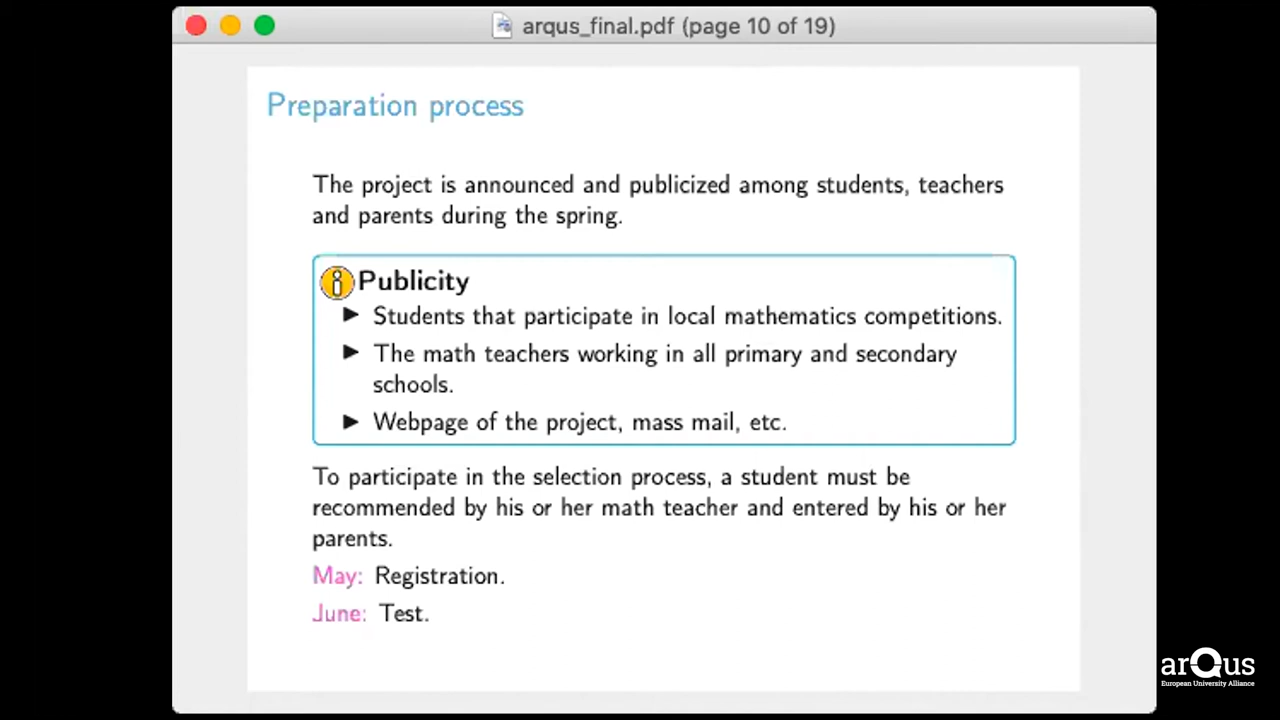 arqus_final.pdf (page 10 of 19)
Preparation process
The project is announced and publicized among students, teachers
and parents during the spring.
Publicity
▶ Students that participate in local mathematics competitions.
▶ The math teachers working in all primary and secondary
schools.
▶ Webpage of the project, mass mail, etc.
To participate in the selection process, a student must be
recommended by his or her math teacher and entered by his or her
parents.
May: Registration.
June: Test.
arQus
European University Alliance